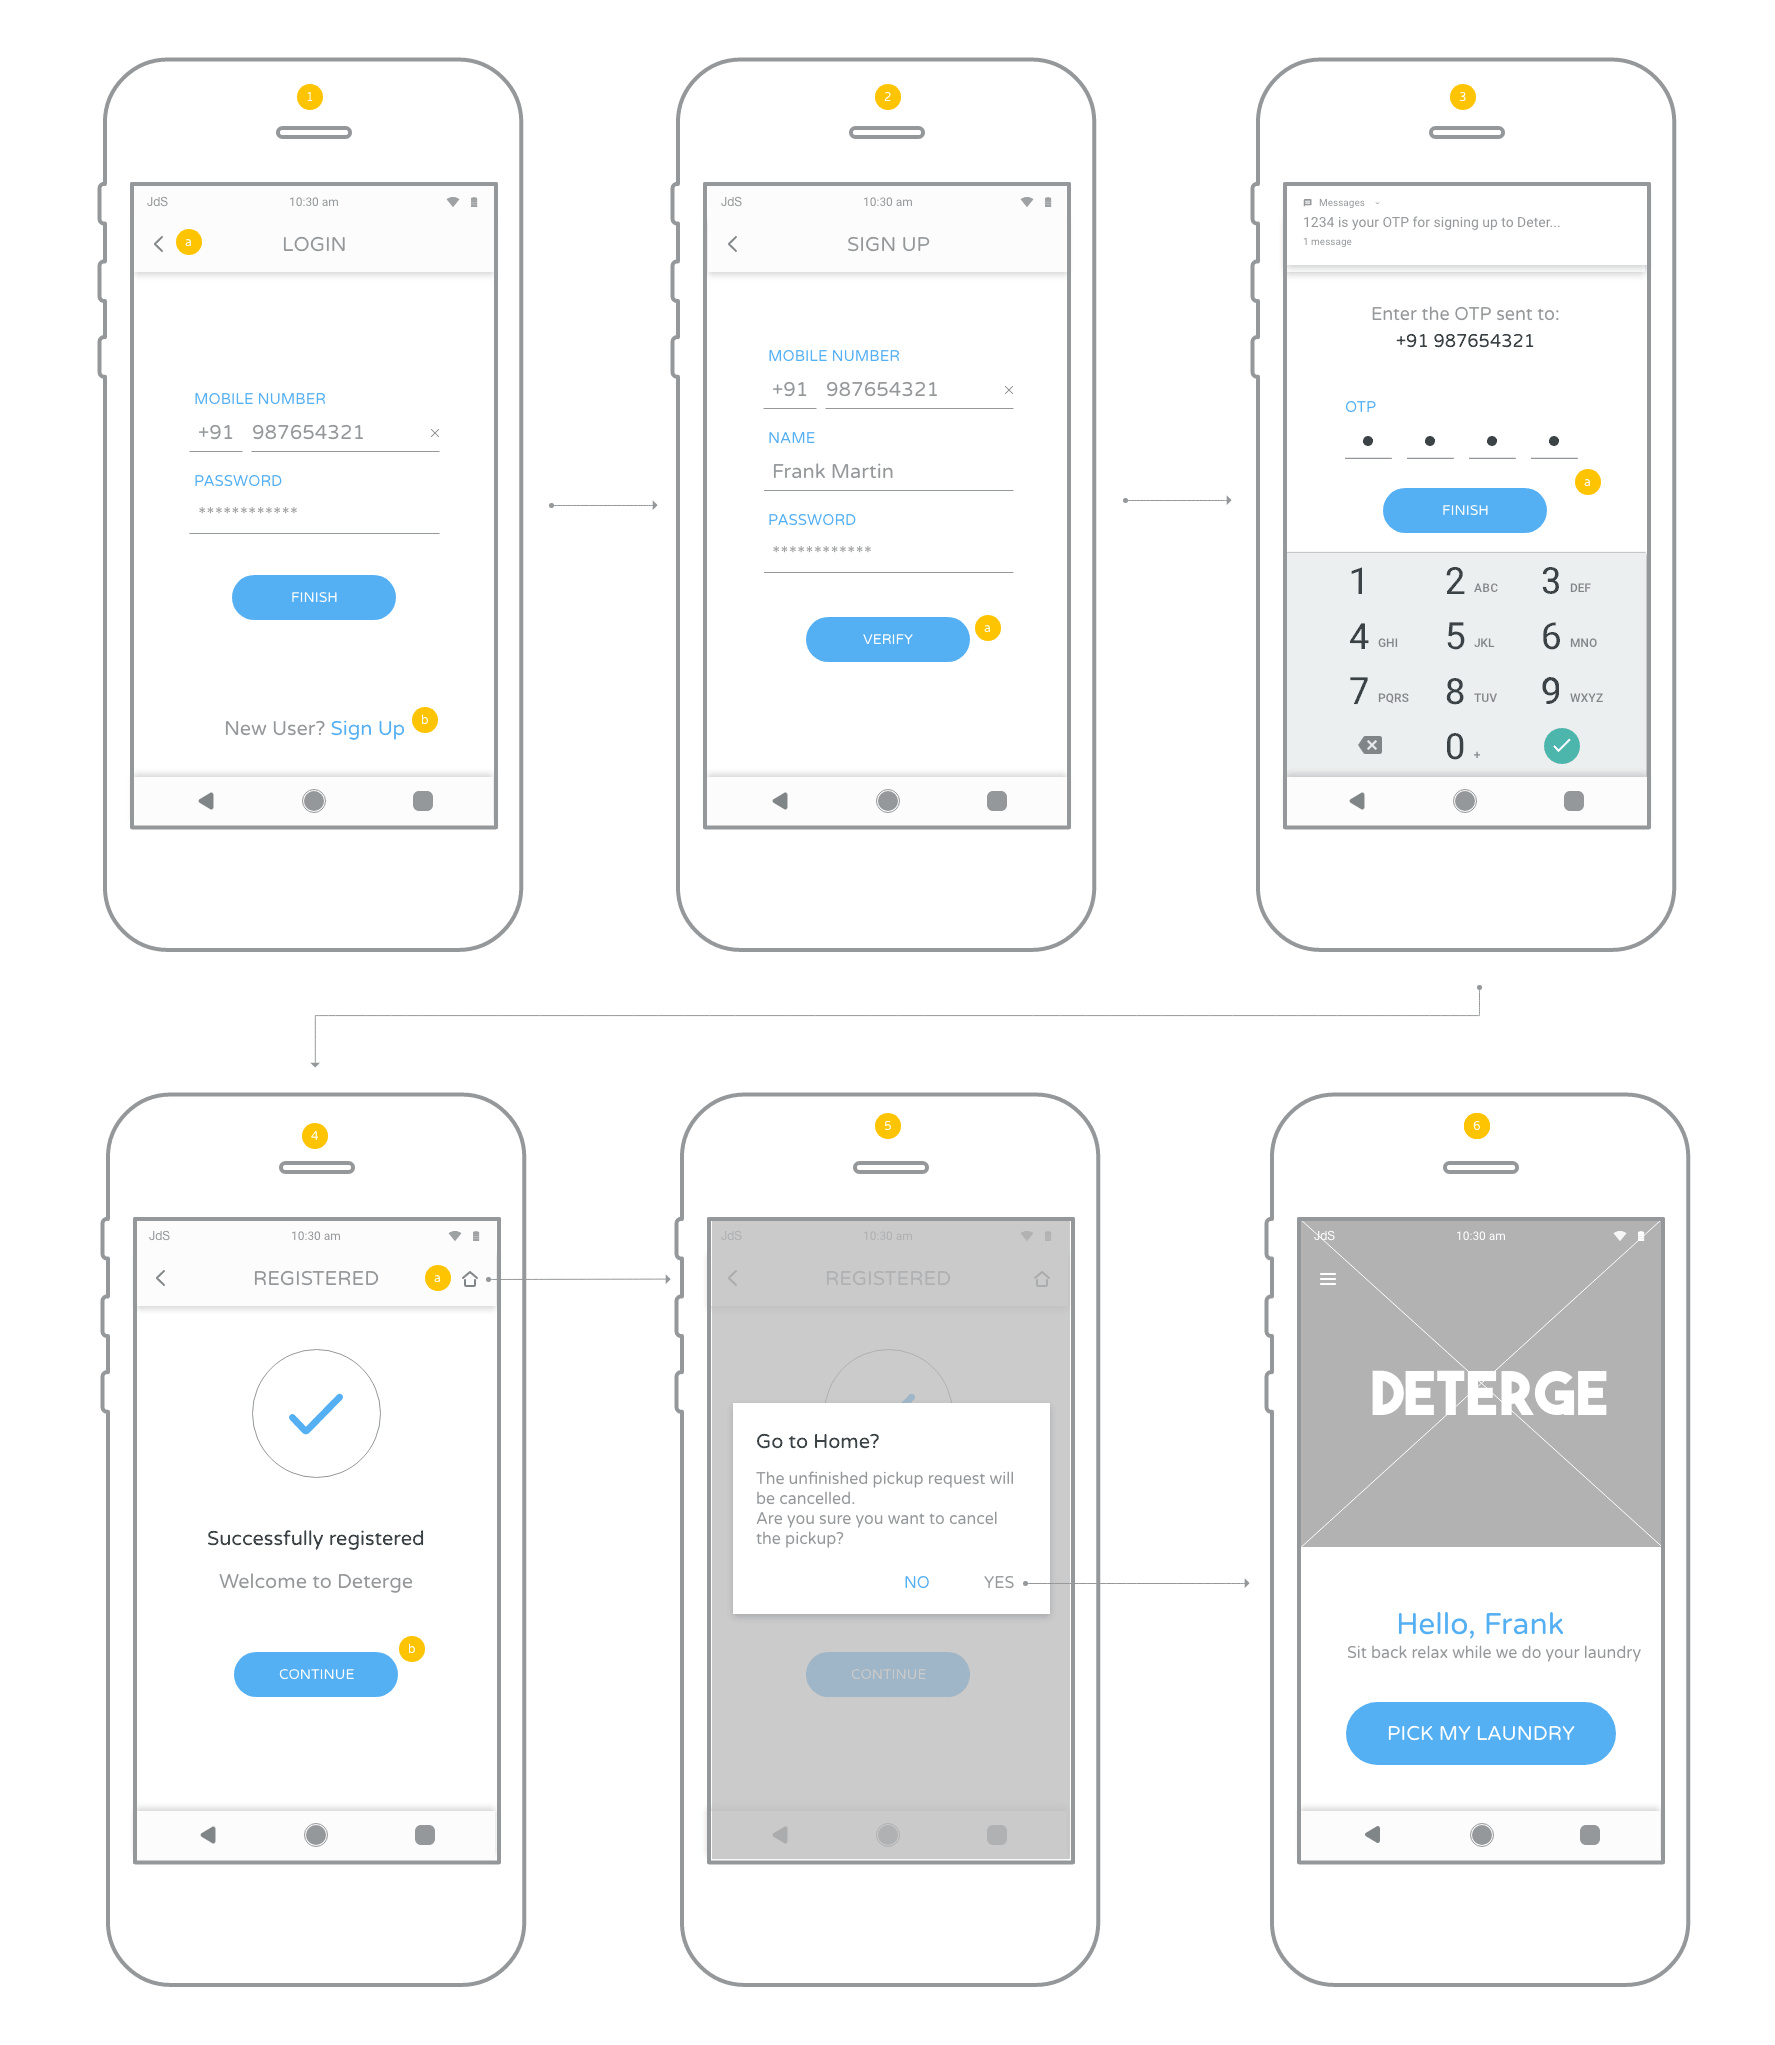 1
JdS 10:30 am
a LOGIN
MOBILE NUMBER
+91 987654321 ×
PASSWORD
************
FINISH
New User? Sign Up b
2
JdS 10:30 am
SIGN UP
MOBILE NUMBER
+91 987654321 ×
NAME
Frank Martin
PASSWORD
************
VERIFY a
3
Messages
1234 is your OTP for signing up to Deter...
1 message
Enter the OTP sent to:
+91 987654321
OTP
a
FINISH
1 2 ABC 3 DEF
4 GHI 5 JKL 6 MNO
7 PQRS 8 TUV 9 WXYZ
0 +
4
JdS 10:30 am
REGISTERED a
Successfully registered
Welcome to Deterge
b
CONTINUE
5
JdS 10:30 am
REGISTERED
Go to Home?
The unfinished pickup request will
be cancelled.
Are you sure you want to cancel
the pickup?
NO YES
CONTINUE
6
JdS 10:30 am
DETERGE
Hello, Frank
Sit back relax while we do your laundry
PICK MY LAUNDRY